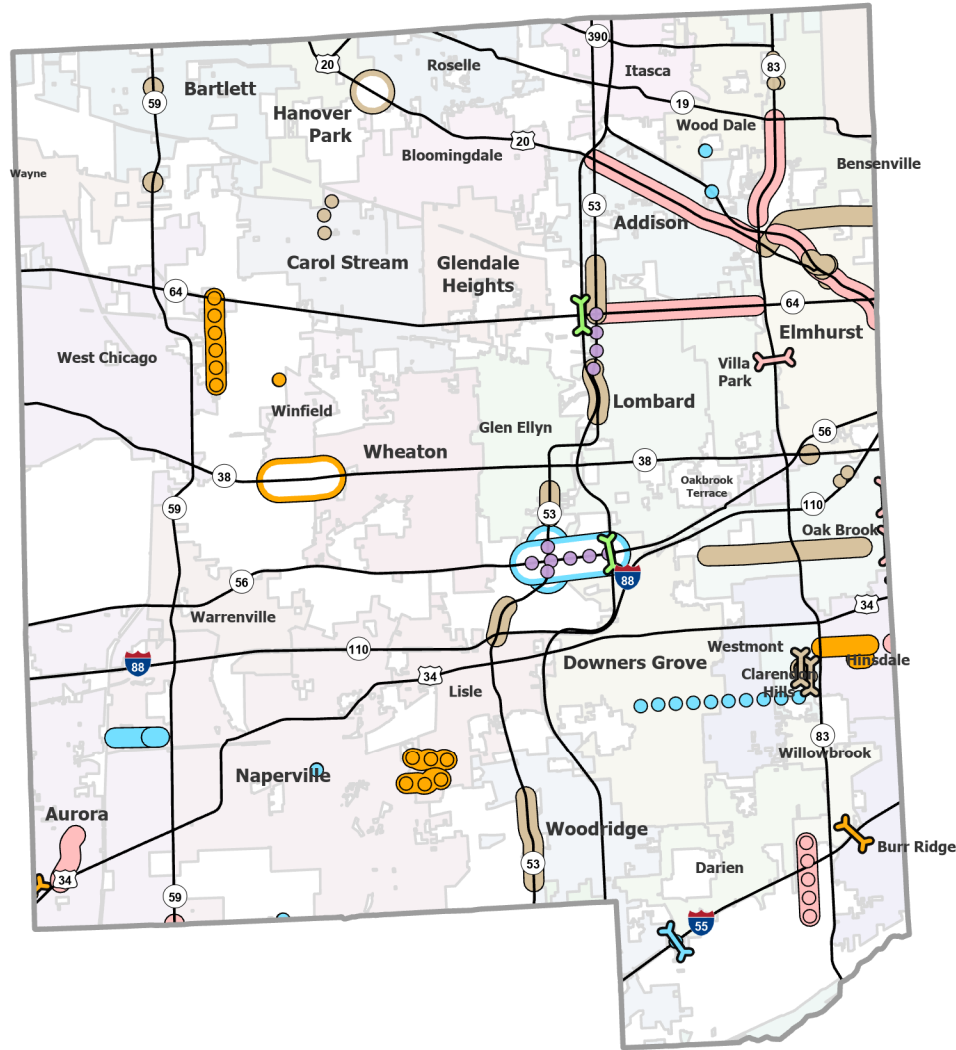 390
20
Roselle
Itasca
83
59
Bartlett
19
Hanover
Park
Wood Dale
20
Bloomingdale
Bensenville
Wayne
53
Addison
Carol Stream
Glendale
Heights
64
64
Elmhurst
West Chicago
Villa
Park
Winfield
Lombard
Glen Ellyn
56
Wheaton
38
38
Oakbrook
Terrace
59
53
110
Oak Brook
56
88
34
Warrenville
110
Westmont
88
Downers Grove
Hinsdale
34
Clarendon
Hills
Lisle
83
Willowbrook
Naperville
Aurora
Woodridge
Burr Ridge
53
Darien
34
59
55